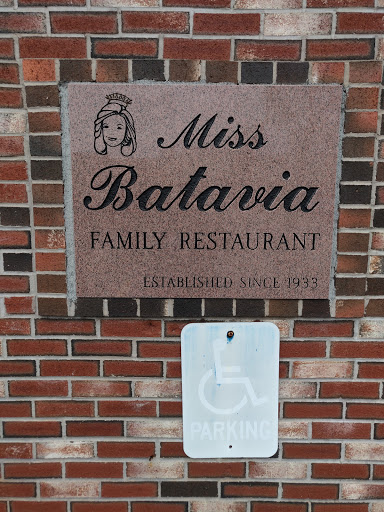 Miss
Batavia
FAMILY RESTAURANT
ESTABLISHED SINCE 1933
PARKING